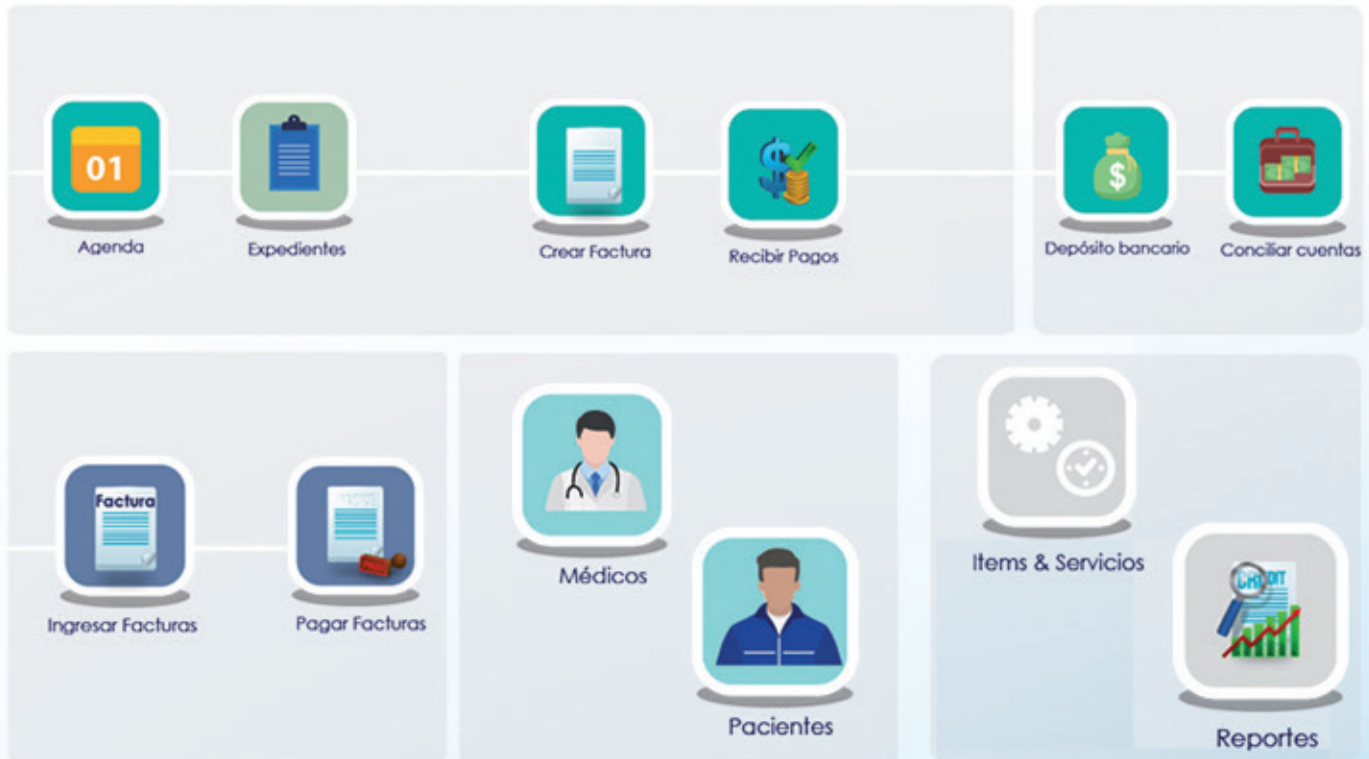 01
Agenda
Expedientes
Crear Factura
Recibir Pagos
$
Depósito bancario
Conciliar cuentas
Factura
Ingresar Facturas
Pagar Facturas
Médicos
Pacientes
Items & Servicios
CREDIT
Reportes